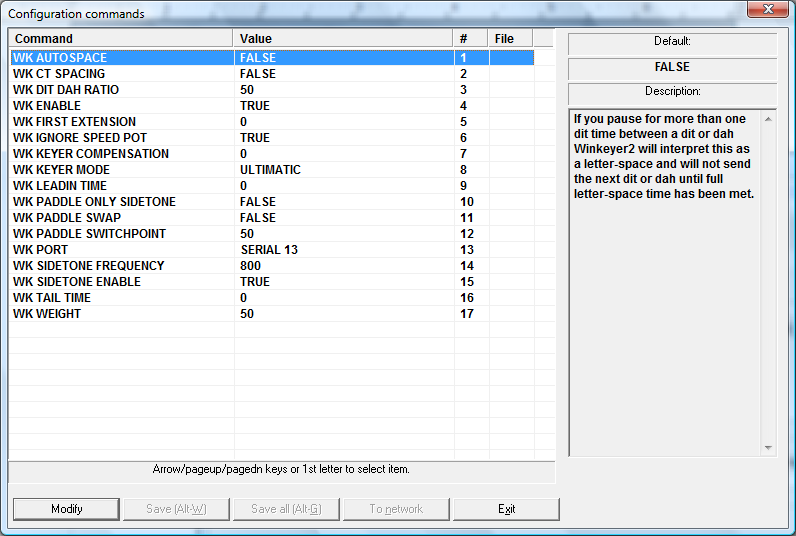 Configuration commands
Command Value # File
WK AUTOSPACE FALSE 1
WK CT SPACING FALSE 2
WK DIT DAH RATIO 50 3
WK ENABLE TRUE 4
WK FIRST EXTENSION 0 5
WK IGNORE SPEED POT TRUE 6
WK KEYER COMPENSATION 0 7
WK KEYER MODE ULTIMATIC 8
WK LEADIN TIME 0 9
WK PADDLE ONLY SIDETONE FALSE 10
WK PADDLE SWAP FALSE 11
WK PADDLE SWITCHPOINT 50 12
WK PORT SERIAL 13 13
WK SIDETONE FREQUENCY 800 14
WK SIDETONE ENABLE TRUE 15
WK TAIL TIME 0 16
WK WEIGHT 50 17
Arrow/pageup/pagedn keys or 1st letter to select item.
Default:
FALSE
Description:
If you pause for more than one
dit time between a dit or dah
Winkeyer2 will interpret this as
a letter-space and will not send
the next dit or dah until full
letter-space time has been met.
Modify Save (Alt-W) Save all (Alt-G) To network Exit